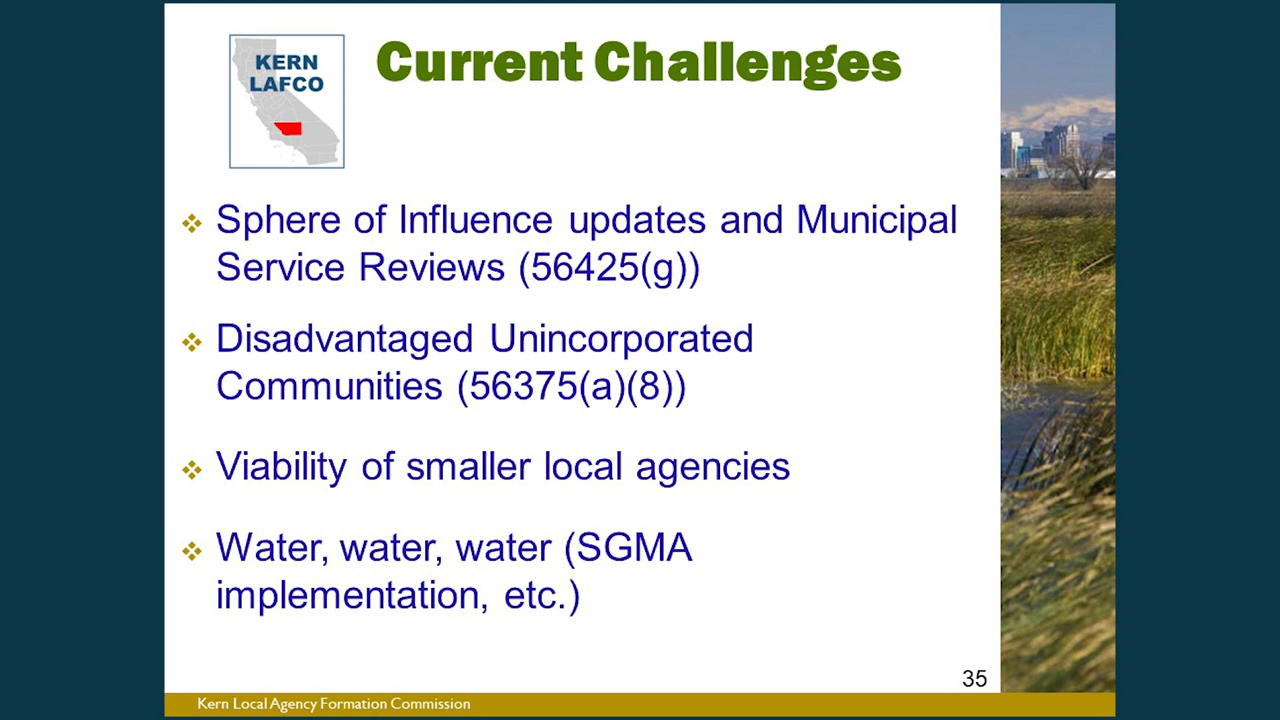 KERN
LAFCO
Current Challenges
Sphere of Influence updates and Municipal
Service Reviews (56425(g))
Disadvantaged Unincorporated
Communities (56375(a)(8))
Viability of smaller local agencies
Water, water, water (SGMA
implementation, etc.)
35
Kern Local Agency Formation Commission